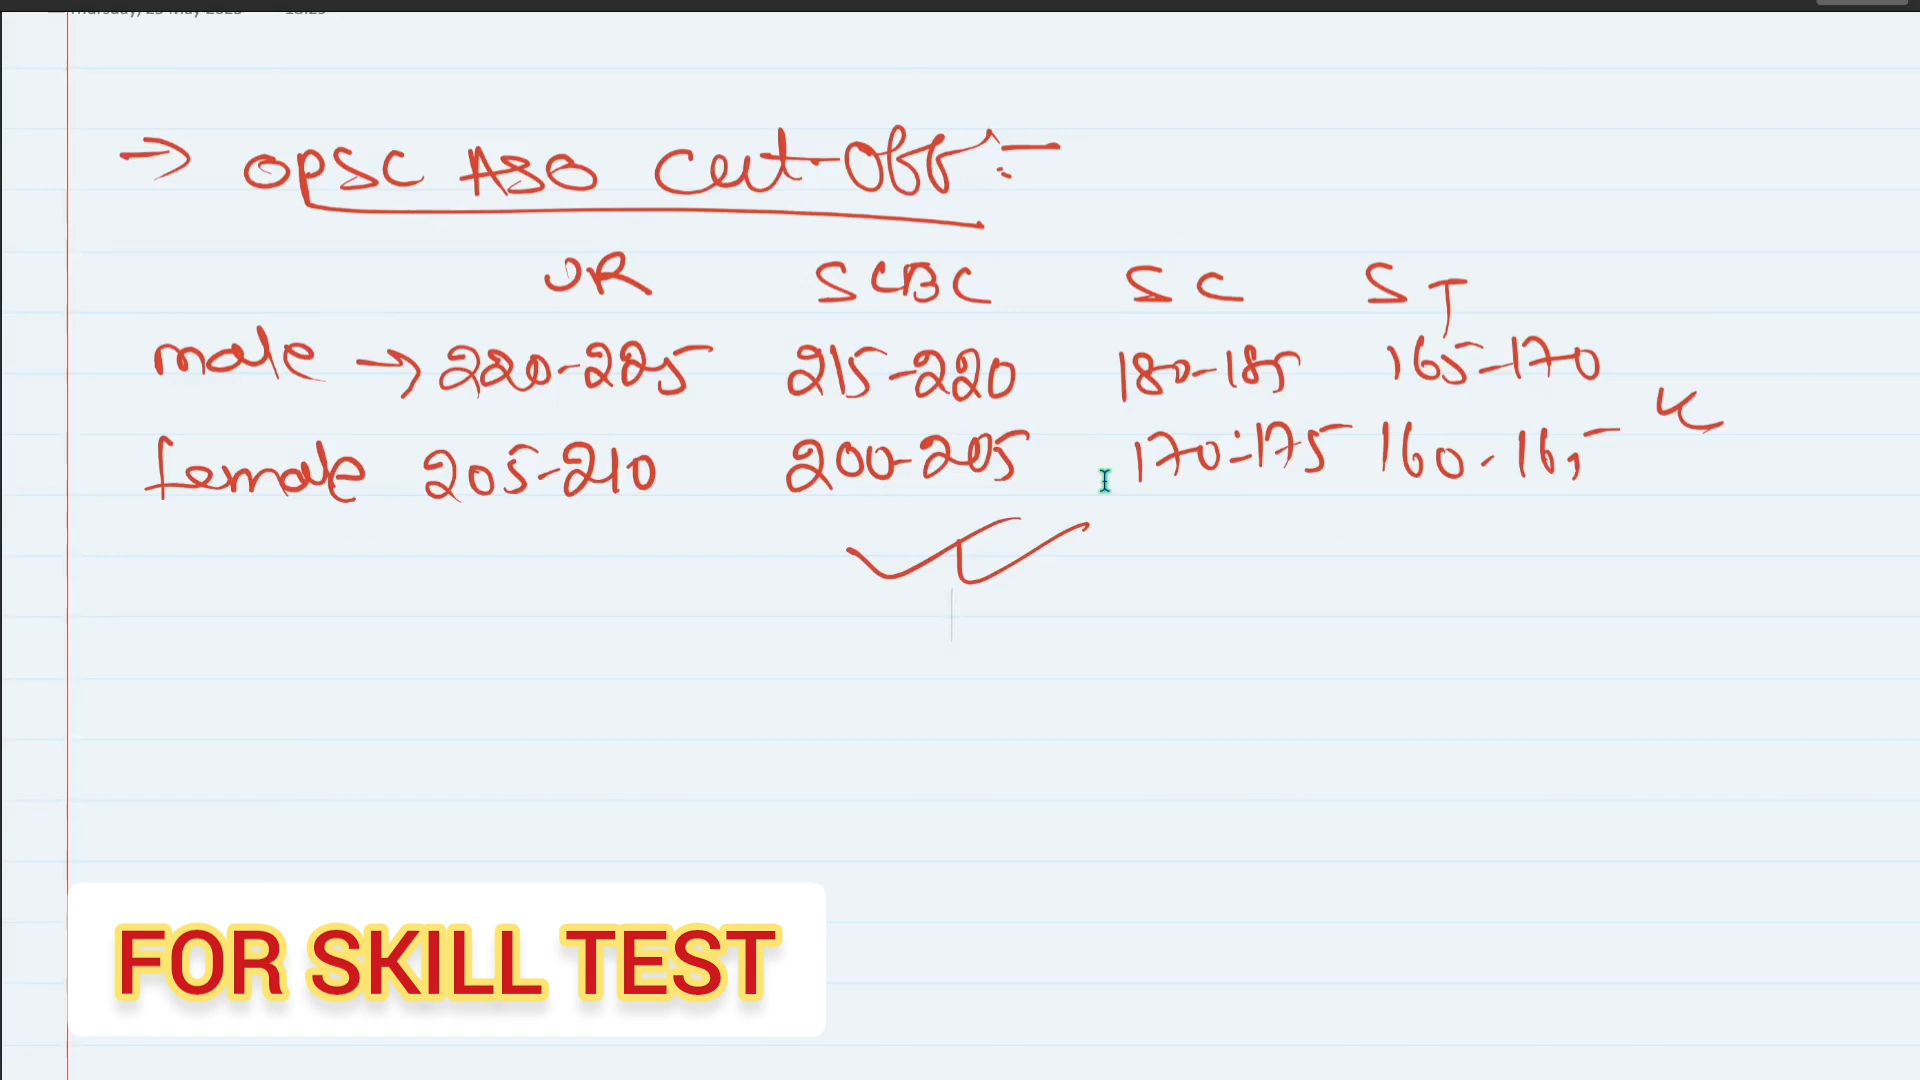 → OPSC ASO Cut-Off :-
UR SCBC SC ST
male → 220-225 215-220 180-185 165-170
female 205-210 200-205 170-175 160-165
FOR SKILL TEST